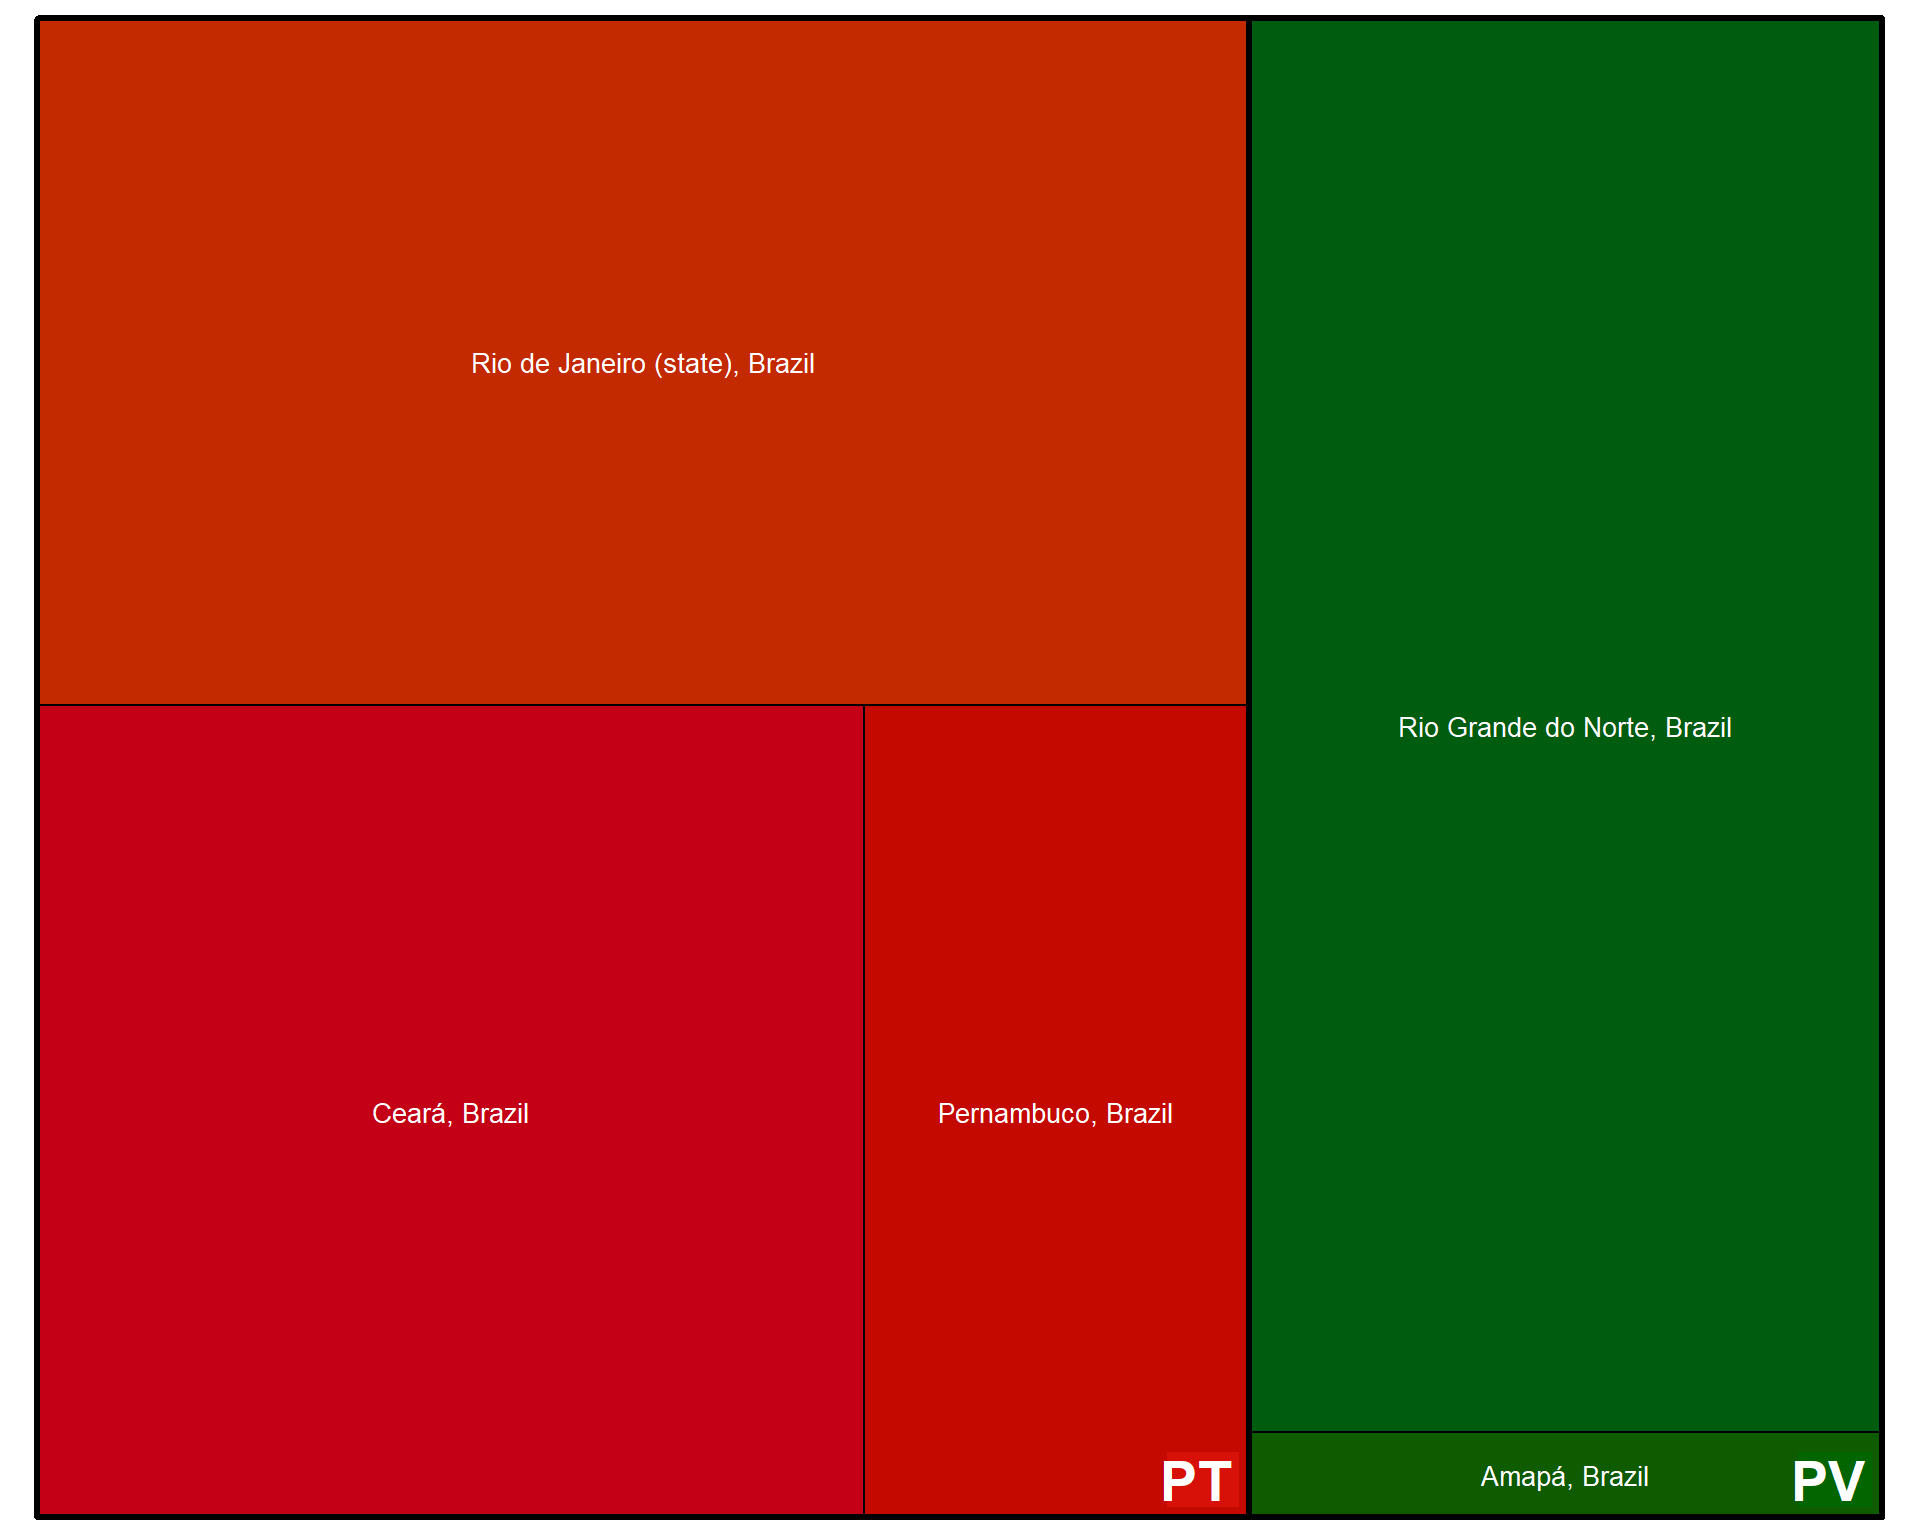 Rio de Janeiro (state), Brazil
Rio Grande do Norte, Brazil
Ceará, Brazil
Pernambuco, Brazil
Amapá, Brazil
PT
PV